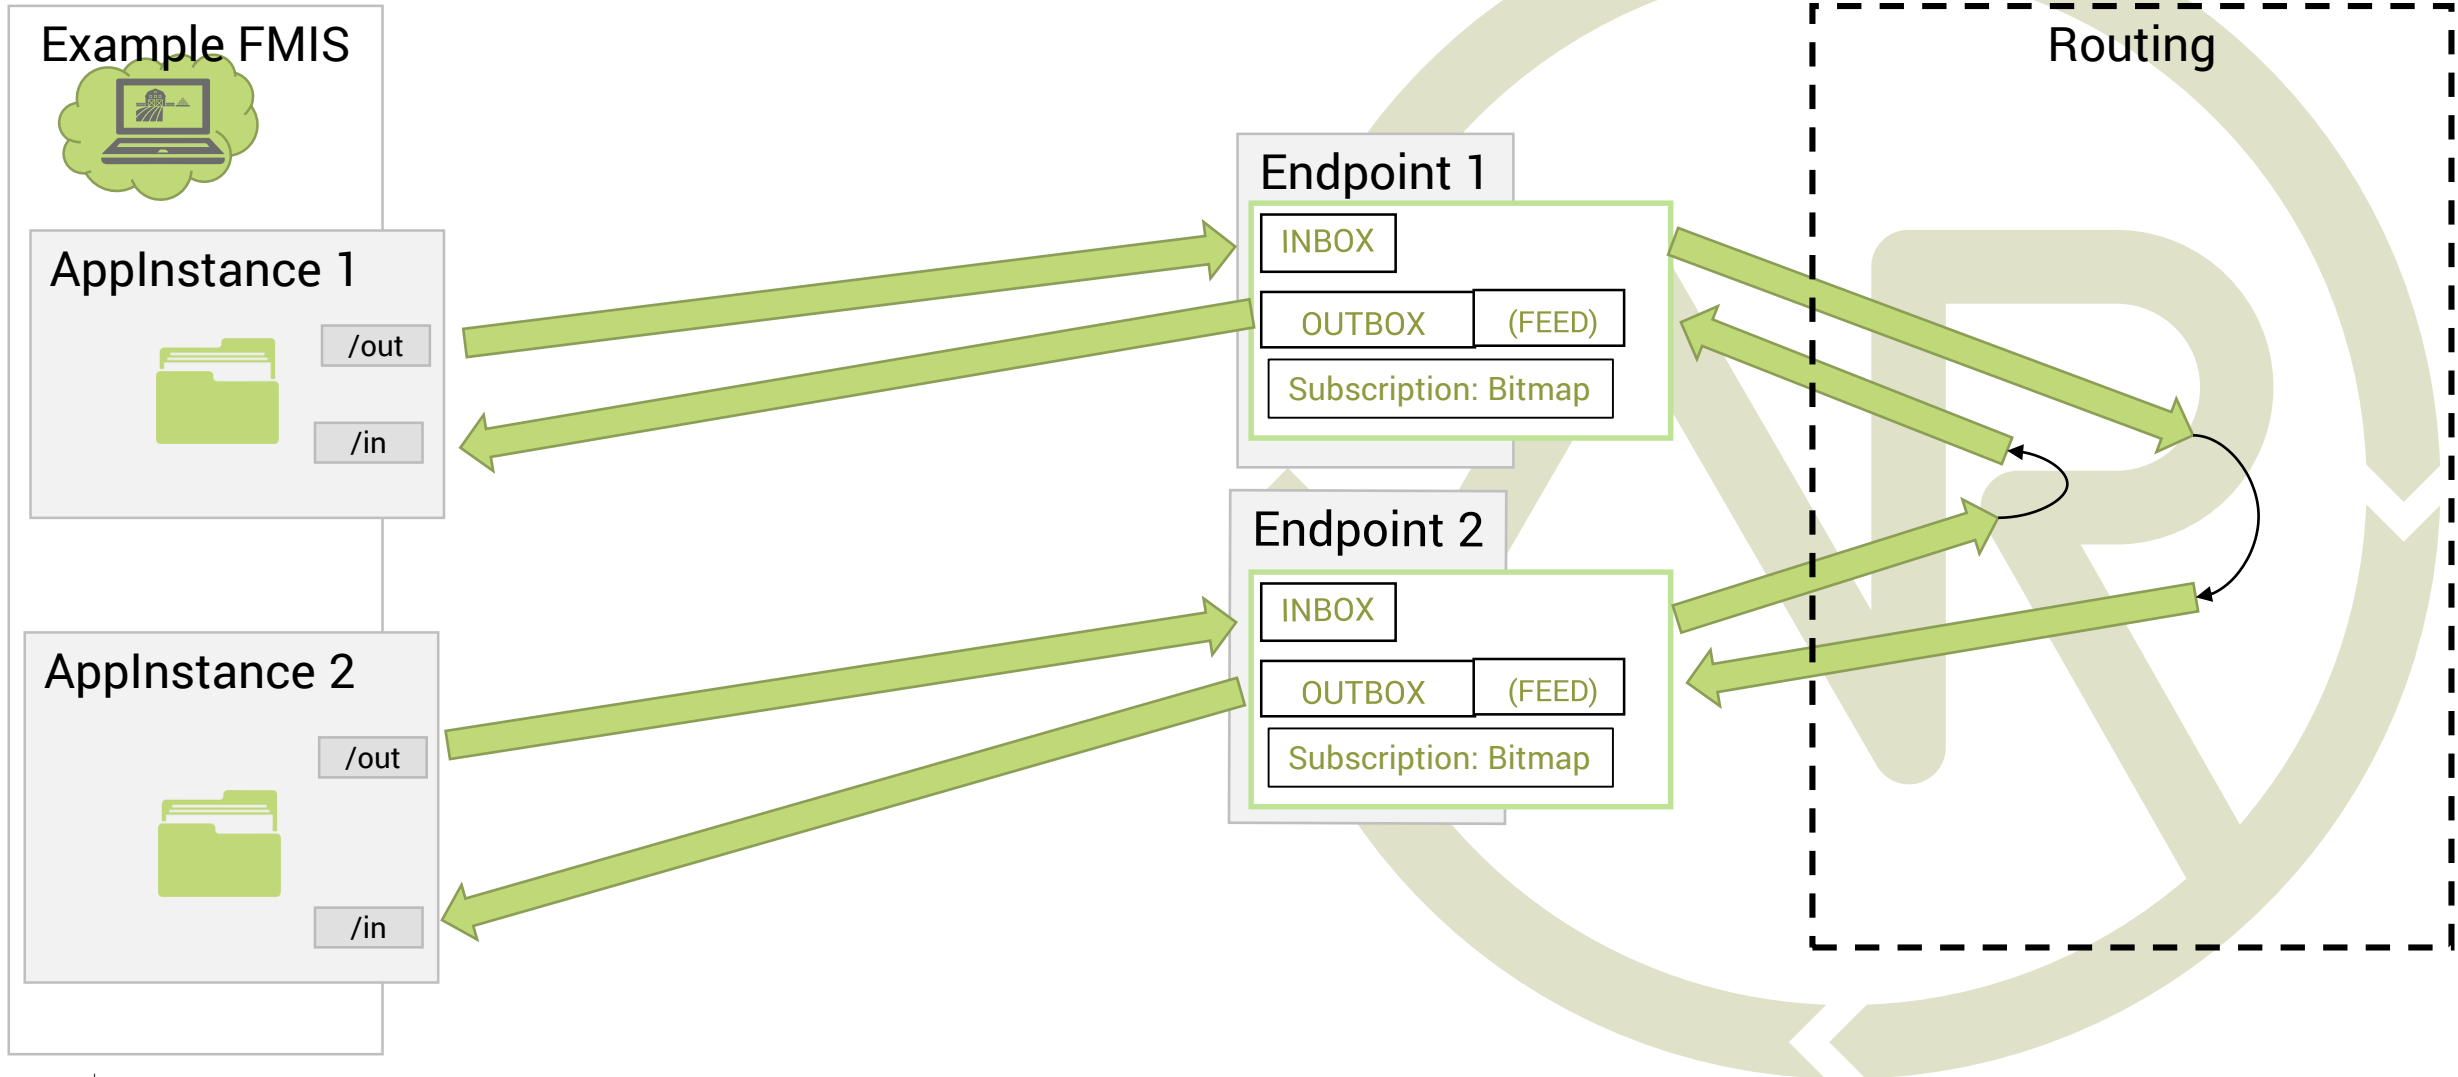 Example FMIS
AppInstance 1
/out
/in
AppInstance 2
/out
/in
Endpoint 1
INBOX
OUTBOX
(FEED)
Subscription: Bitmap
Endpoint 2
INBOX
OUTBOX
(FEED)
Subscription: Bitmap
Routing